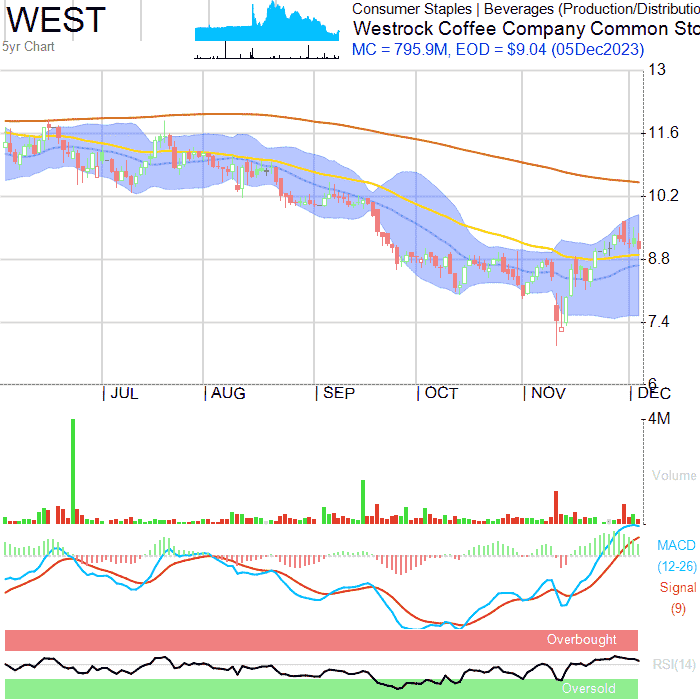 WEST
5yr Chart
Consumer Staples | Beverages (Production/Distributio
Westrock Coffee Company Common Sto
MC = 795.9M, EOD = $9.04 (05Dec2023)
13
11.6
10.2
8.8
7.4
6
JUL AUG SEP OCT NOV DEC
4M
Volume
MACD
(12-26)
Signal
(9)
Overbought
RSI(14)
Oversold